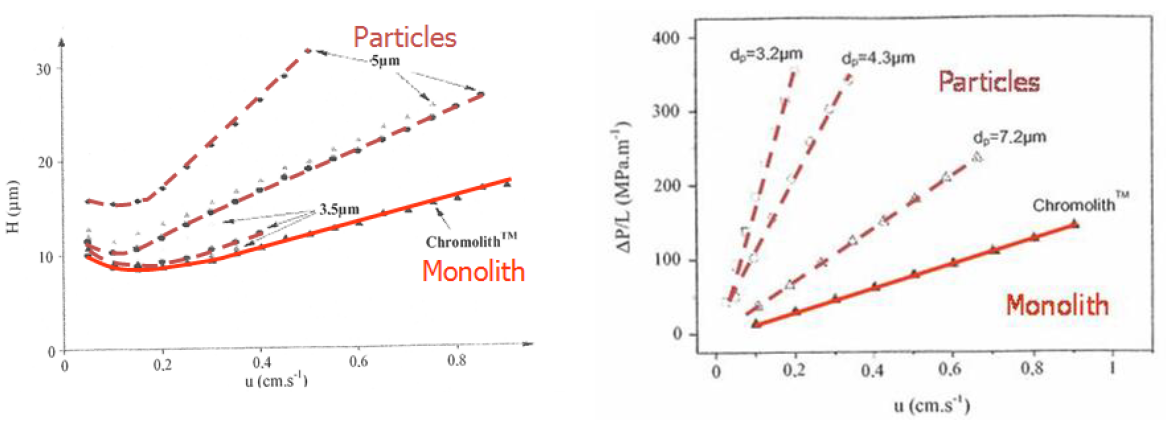 Particles
5µm
30
20
10
0
H (µm)
3.5µm
Chromolith™
Monolith
0
0.2
0.4
0.6
0.8
u (cm.s⁻¹)
400
300
200
100
0
ΔP/L (MPa.m⁻¹)
dₚ=3.2µm
dₚ=4.3µm
Particles
dₚ=7.2µm
Chromolith™
Monolith
0
0.2
0.4
0.6
0.8
1
u (cm.s⁻¹)